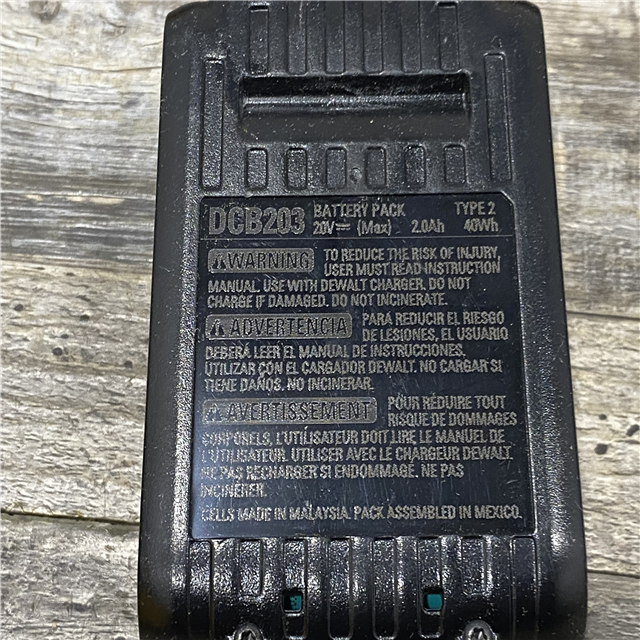 DCB203 BATTERY PACK TYPE 2
20V⎓ (Max) 2.0Ah 40Wh
⚠WARNING TO REDUCE THE RISK OF INJURY,
USER MUST READ INSTRUCTION
MANUAL. USE WITH DEWALT CHARGER. DO NOT
CHARGE IF DAMAGED. DO NOT INCINERATE.
⚠ADVERTENCIA PARA REDUCIR EL RIESGO
DE LESIONES, EL USUARIO
DEBERÁ LEER EL MANUAL DE INSTRUCCIONES.
UTILIZAR CON EL CARGADOR DEWALT. NO CARGAR SI
TIENE DAÑOS. NO INCINERAR.
⚠AVERTISSEMENT POUR RÉDUIRE TOUT
RISQUE DE DOMMAGES
CORPORELS, L'UTILISATEUR DOIT LIRE LE MANUEL DE
L'UTILISATEUR. UTILISER AVEC LE CHARGEUR DEWALT.
NE PAS RECHARGER SI ENDOMMAGÉ. NE PAS
INCINÉRER.
CELLS MADE IN MALAYSIA. PACK ASSEMBLED IN MEXICO.